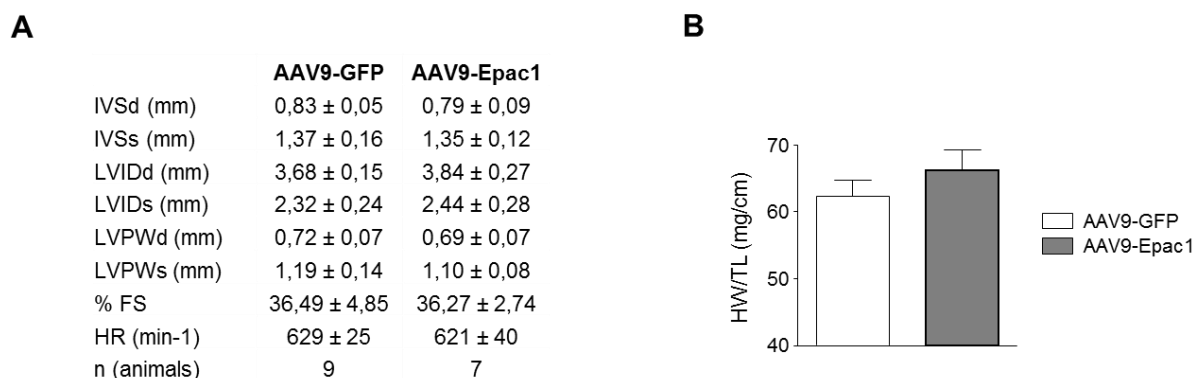 A
AAV9-GFP AAV9-Epac1
IVSd (mm) 0,83 ± 0,05 0,79 ± 0,09
IVSs (mm) 1,37 ± 0,16 1,35 ± 0,12
LVIDd (mm) 3,68 ± 0,15 3,84 ± 0,27
LVIDs (mm) 2,32 ± 0,24 2,44 ± 0,28
LVPWd (mm) 0,72 ± 0,07 0,69 ± 0,07
LVPWs (mm) 1,19 ± 0,14 1,10 ± 0,08
% FS 36,49 ± 4,85 36,27 ± 2,74
HR (min-1) 629 ± 25 621 ± 40
n (animals) 9 7
B
HW/TL (mg/cm)
70
60
50
40
AAV9-GFP
AAV9-Epac1